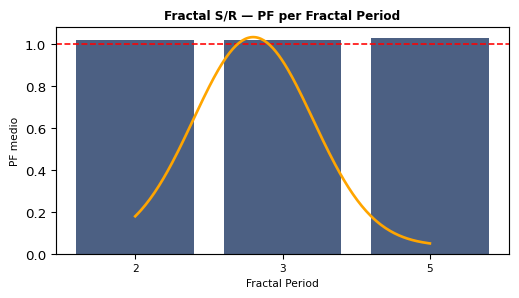 Fractal S/R — PF per Fractal Period
1.0
0.8
0.6
0.4
0.2
0.0
PF medio
2 3 5
Fractal Period